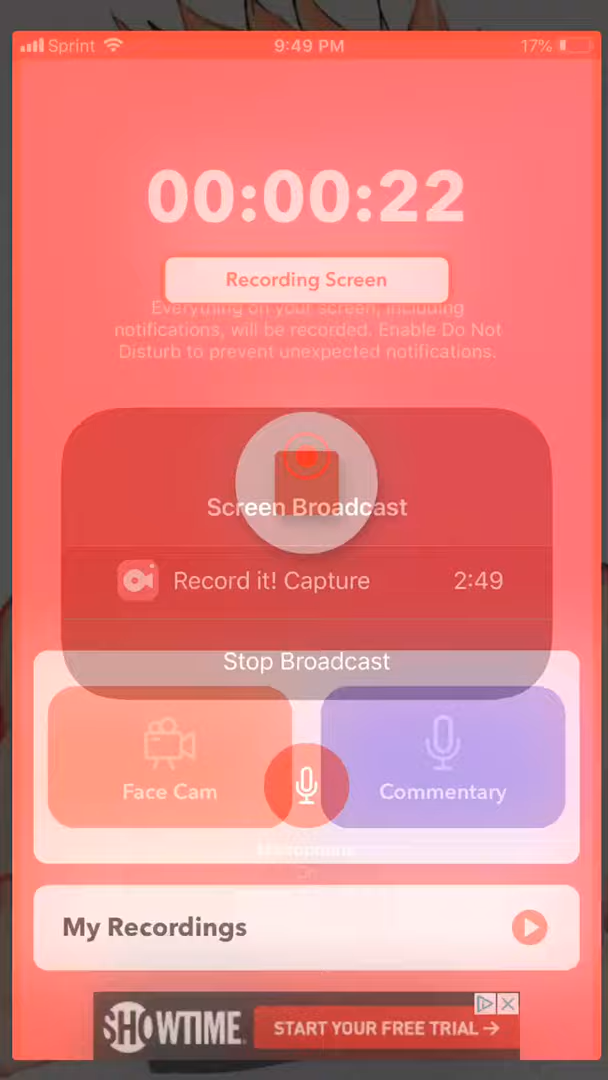 Sprint 9:49 PM 17%
00:00:22
Recording Screen
Everything on your screen, including
notifications, will be recorded. Enable Do Not
Disturb to prevent unexpected notifications.
Screen Broadcast
Record it! Capture 2:49
Stop Broadcast
Face Cam Commentary
Microphone
On
My Recordings
SHOWTIME START YOUR FREE TRIAL →